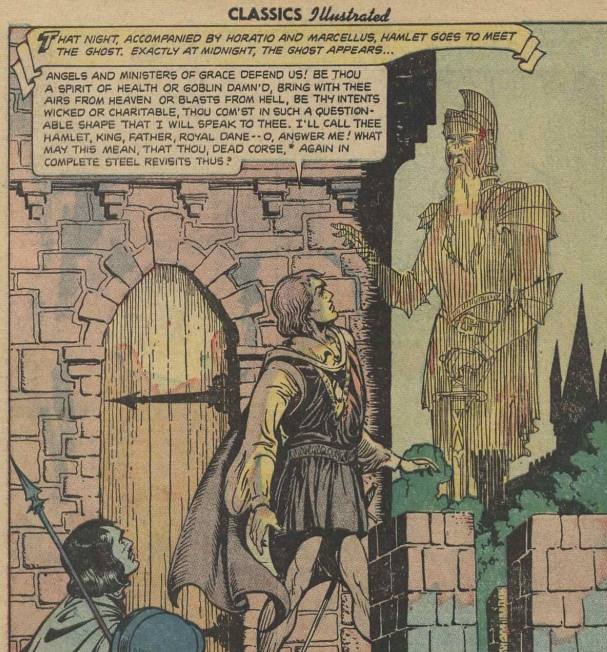 CLASSICS Illustrated
THAT NIGHT, ACCOMPANIED BY HORATIO AND MARCELLUS, HAMLET GOES TO MEET
THE GHOST. EXACTLY AT MIDNIGHT, THE GHOST APPEARS...
ANGELS AND MINISTERS OF GRACE DEFEND US! BE THOU
A SPIRIT OF HEALTH OR GOBLIN DAMN'D, BRING WITH THEE
AIRS FROM HEAVEN OR BLASTS FROM HELL, BE THY INTENTS
WICKED OR CHARITABLE, THOU COM'ST IN SUCH A QUESTION-
ABLE SHAPE THAT I WILL SPEAK TO THEE. I'LL CALL THEE
HAMLET, KING, FATHER, ROYAL DANE--O, ANSWER ME! WHAT
MAY THIS MEAN, THAT THOU, DEAD CORSE,* AGAIN IN
COMPLETE STEEL REVISITS THUS?